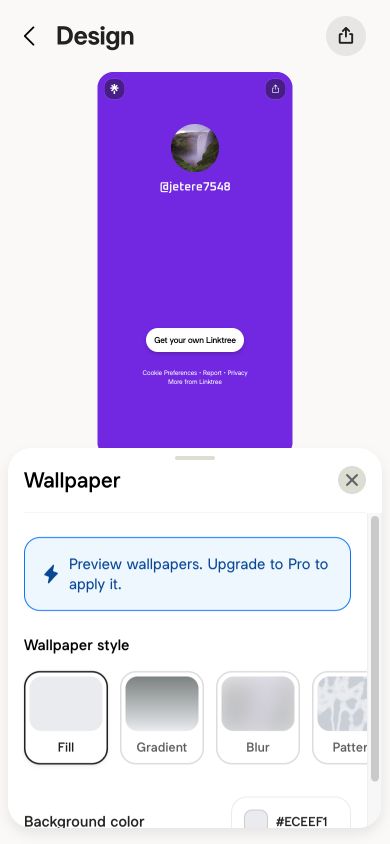 Design
@jetere7548
Get your own Linktree
Cookie Preferences • Report • Privacy
More from Linktree
Wallpaper
Preview wallpapers. Upgrade to Pro to
apply it.
Wallpaper style
Fill
Gradient
Blur
Patter
Background color
#ECEEF1